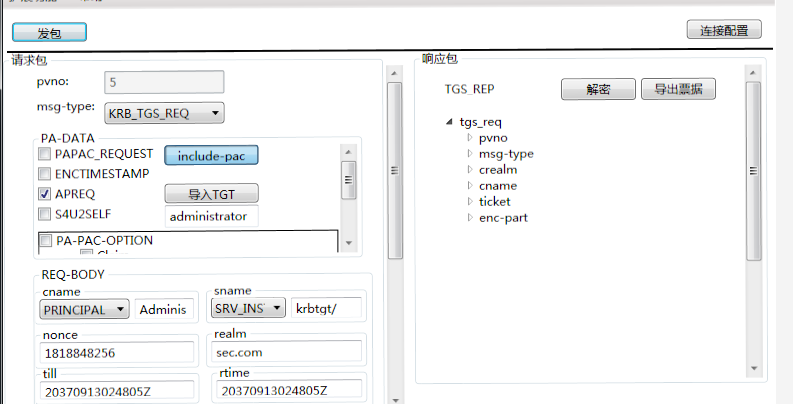 发包
连接配置
请求包
pvno:
5
msg-type:
KRB_TGS_REQ
PA-DATA
PAPAC_REQUEST
include-pac
ENCTIMESTAMP
APREQ
导入TGT
S4U2SELF
administrator
PA-PAC-OPTION
REQ-BODY
cname
PRINCIPAL
Adminis
sname
SRV_INS
krbtgt/
nonce
1818848256
realm
sec.com
till
20370913024805Z
rtime
20370913024805Z
响应包
TGS_REP
解密
导出票据
tgs_req
pvno
msg-type
crealm
cname
ticket
enc-part